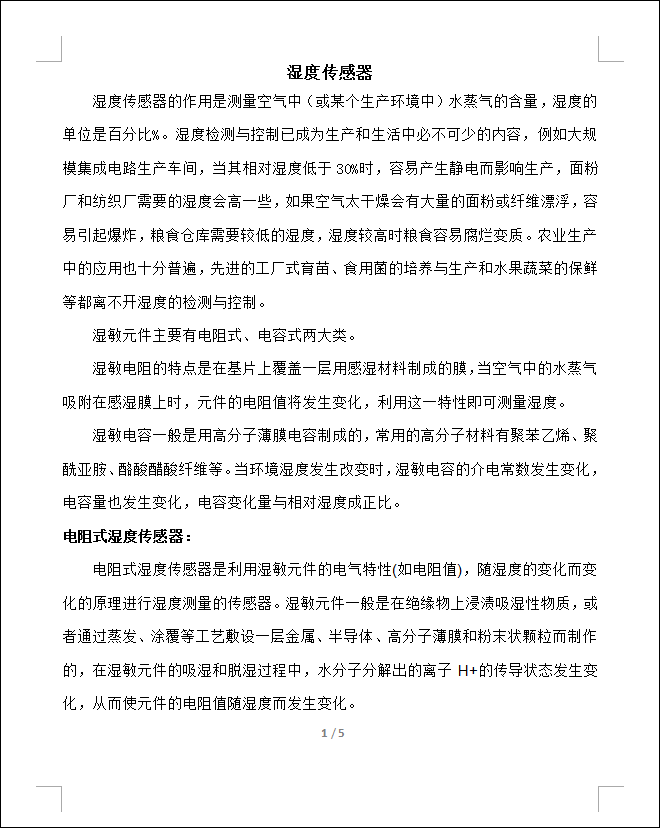 湿度传感器
湿度传感器的作用是测量空气中（或某个生产环境中）水蒸气的含量，湿度的
单位是百分比%。湿度检测与控制已成为生产和生活中必不可少的内容，例如大规
模集成电路生产车间，当其相对湿度低于 30%时，容易产生静电而影响生产，面粉
厂和纺织厂需要的湿度会高一些，如果空气太干燥会有大量的面粉或纤维漂浮，容
易引起爆炸，粮食仓库需要较低的湿度，湿度较高时粮食容易腐烂变质。农业生产
中的应用也十分普遍，先进的工厂式育苗、食用菌的培养与生产和水果蔬菜的保鲜
等都离不开湿度的检测与控制。
湿敏元件主要有电阻式、电容式两大类。
湿敏电阻的特点是在基片上覆盖一层用感湿材料制成的膜，当空气中的水蒸气
吸附在感湿膜上时，元件的电阻值将发生变化，利用这一特性即可测量湿度。
湿敏电容一般是用高分子薄膜电容制成的，常用的高分子材料有聚苯乙烯、聚
酰亚胺、酪酸醋酸纤维等。当环境湿度发生改变时，湿敏电容的介电常数发生变化，
电容量也发生变化，电容变化量与相对湿度成正比。
电阻式湿度传感器：
电阻式湿度传感器是利用湿敏元件的电气特性(如电阻值)，随湿度的变化而变
化的原理进行湿度测量的传感器。湿敏元件一般是在绝缘物上浸渍吸湿性物质，或
者通过蒸发、涂覆等工艺敷设一层金属、半导体、高分子薄膜和粉末状颗粒而制作
的，在湿敏元件的吸湿和脱湿过程中，水分子分解出的离子 H+的传导状态发生变
化，从而使元件的电阻值随湿度而发生变化。
1 / 5